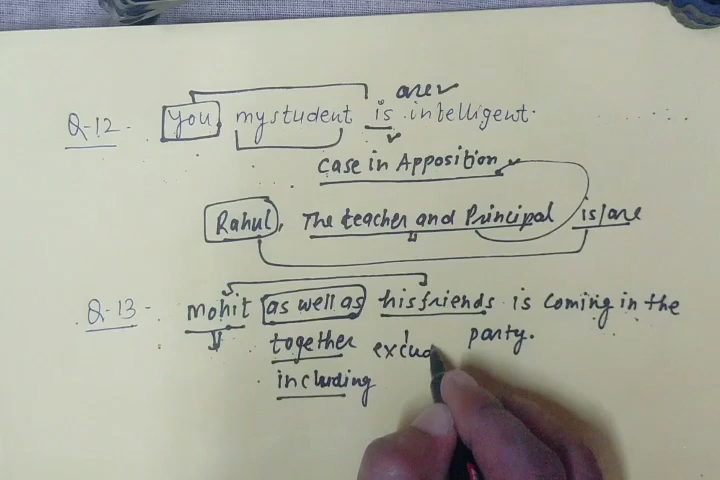 are
Q-12 - you my student is intelligent.
case in Apposition
Rahul, The teacher and Principal is/are
Q-13 - mohit as well as his friends is coming in the
party.
together exclu
including